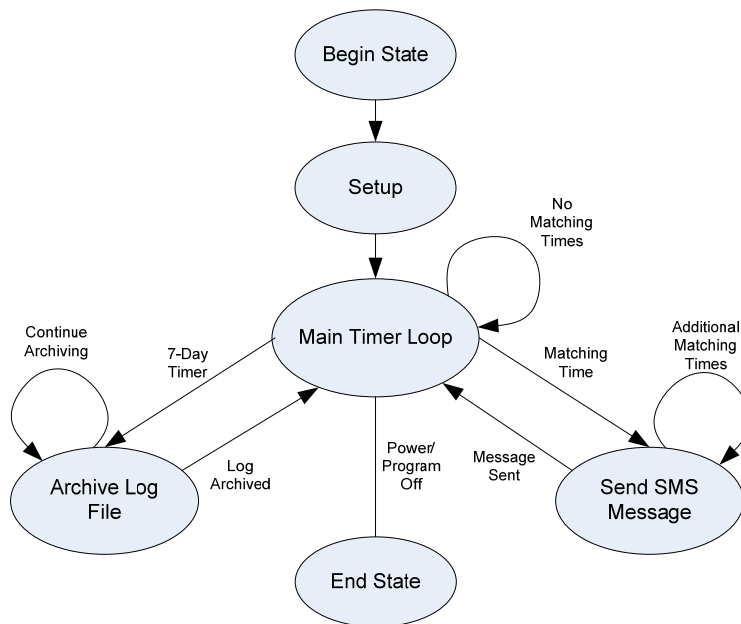 Begin State
Setup
No
Matching
Times
Main Timer Loop
Continue
Archiving
7-Day
Timer
Matching
Time
Additional
Matching
Times
Log
Archived
Power/
Program
Off
Message
Sent
Archive Log
File
Send SMS
Message
End State